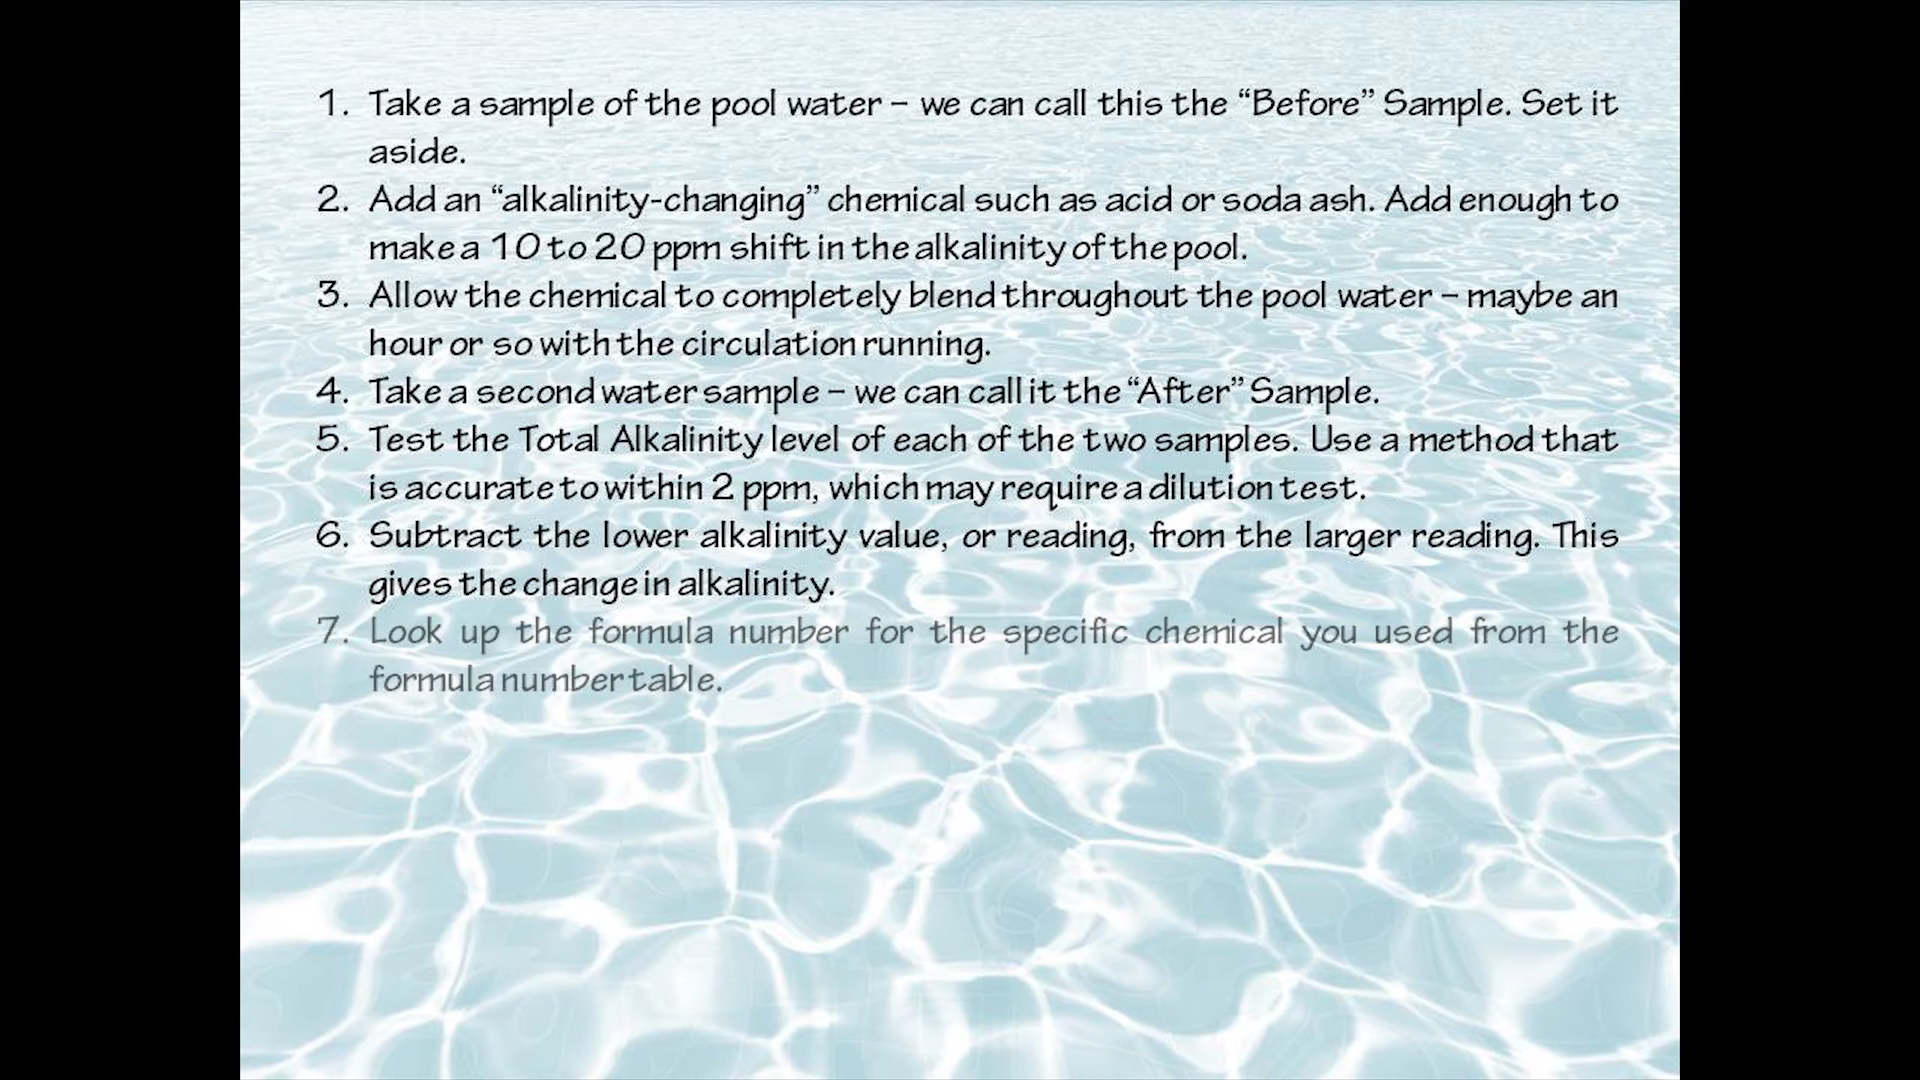 1. Take a sample of the pool water – we can call this the “Before” Sample. Set it
aside.
2. Add an “alkalinity-changing” chemical such as acid or soda ash. Add enough to
make a 10 to 20 ppm shift in the alkalinity of the pool.
3. Allow the chemical to completely blend throughout the pool water – maybe an
hour or so with the circulation running.
4. Take a second water sample – we can call it the “After” Sample.
5. Test the Total Alkalinity level of each of the two samples. Use a method that
is accurate to within 2 ppm, which may require a dilution test.
6. Subtract the lower alkalinity value, or reading, from the larger reading. This
gives the change in alkalinity.
7. Look up the formula number for the specific chemical you used from the
formula number table.